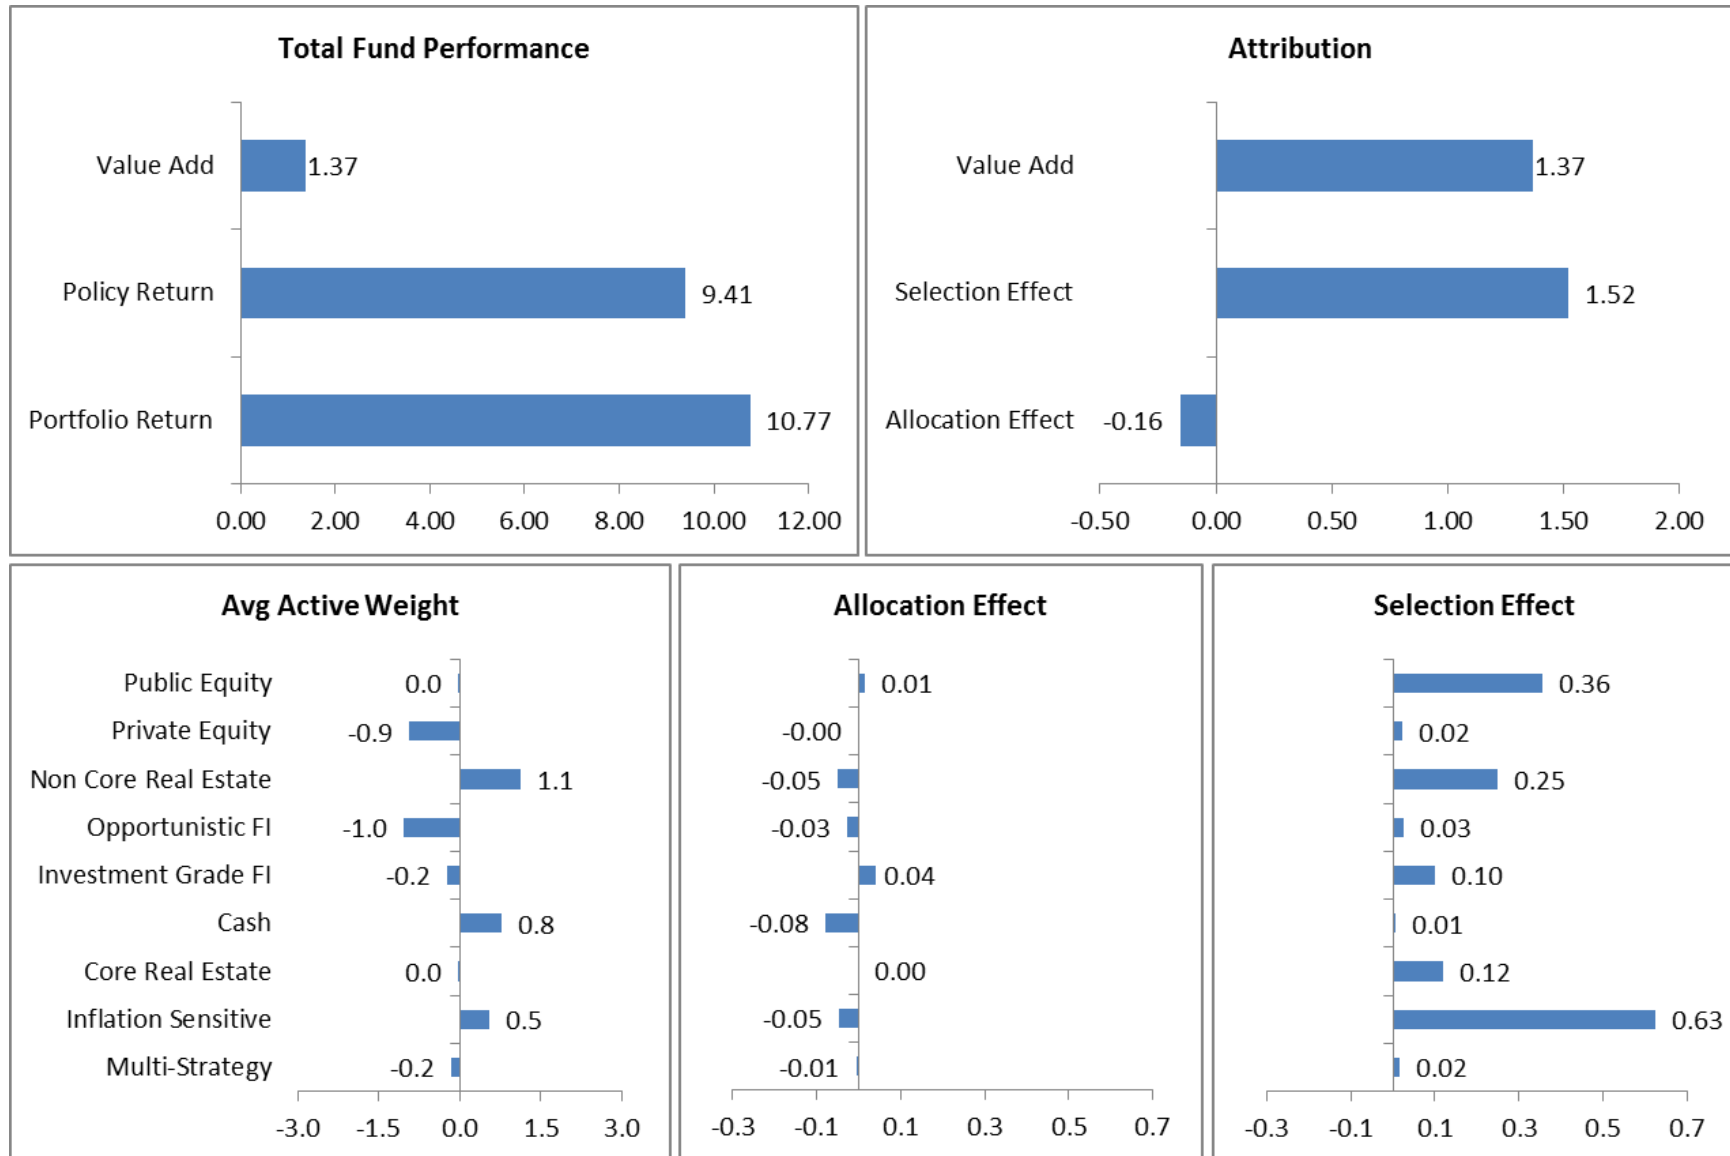 Total Fund Performance
Value Add 1.37
Policy Return 9.41
Portfolio Return 10.77
0.00 2.00 4.00 6.00 8.00 10.00 12.00
Attribution
Value Add 1.37
Selection Effect 1.52
Allocation Effect -0.16
-0.50 0.00 0.50 1.00 1.50 2.00
Avg Active Weight
Public Equity 0.0
Private Equity -0.9
Non Core Real Estate 1.1
Opportunistic FI -1.0
Investment Grade FI -0.2
Cash 0.8
Core Real Estate 0.0
Inflation Sensitive 0.5
Multi-Strategy -0.2
-3.0 -1.5 0.0 1.5 3.0
Allocation Effect
0.01
-0.00
-0.05
-0.03
0.04
-0.08
0.00
-0.05
-0.01
-0.3 -0.1 0.1 0.3 0.5 0.7
Selection Effect
0.36
0.02
0.25
0.03
0.10
0.01
0.12
0.63
0.02
-0.3 -0.1 0.1 0.3 0.5 0.7